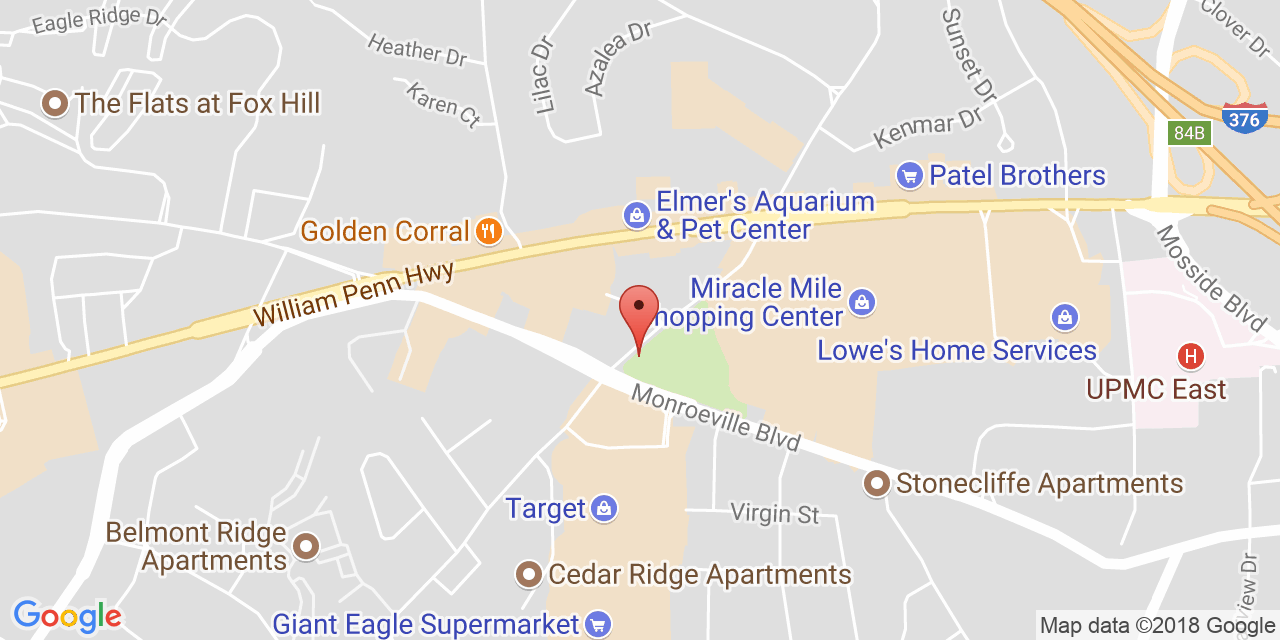 Eagle Ridge Dr
Heather Dr
Lilac Dr
Azalea Dr
Sunset Dr
Clover Dr
The Flats at Fox Hill
Karen Ct
Kenmar Dr
376
84B
Patel Brothers
Elmer's Aquarium
& Pet Center
Golden Corral
William Penn Hwy
Mosside Blvd
Miracle Mile
hopping Center
Lowe's Home Services
H
UPMC East
Monroeville Blvd
Stonecliffe Apartments
Target
Virgin St
Belmont Ridge
Apartments
Cedar Ridge Apartments
view Dr
Google
Giant Eagle Supermarket
Map data ©2018 Google